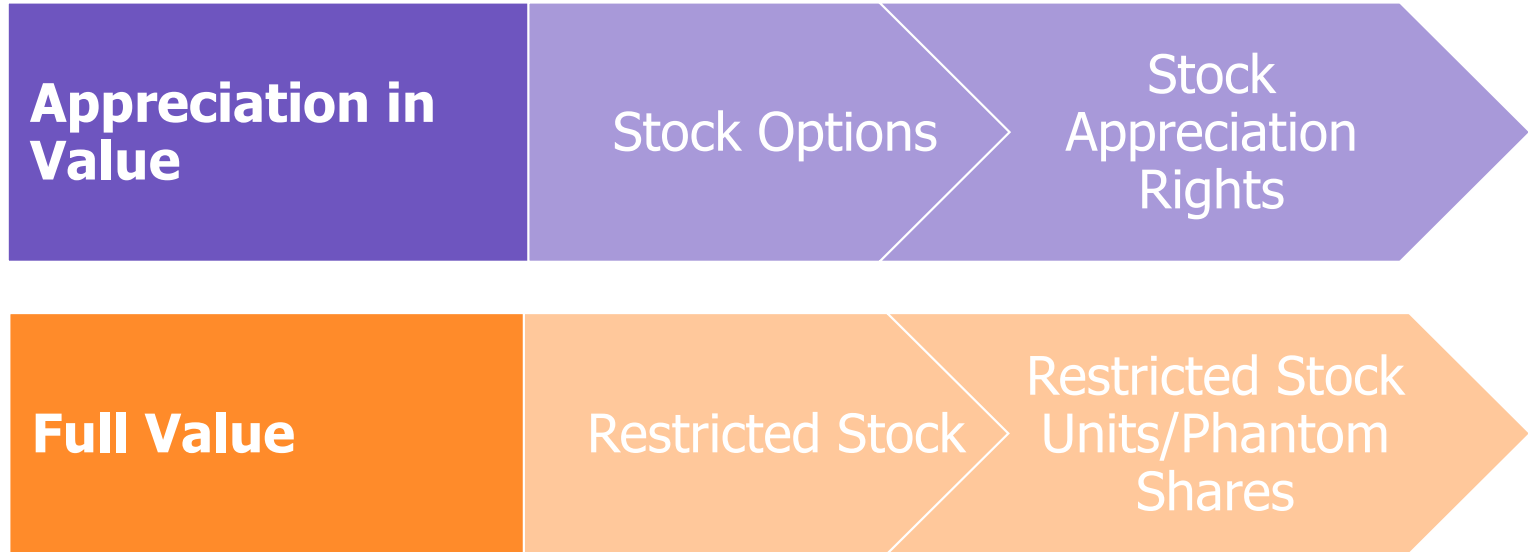 Appreciation in
Value
Stock Options
Stock
Appreciation
Rights
Full Value
Restricted Stock
Restricted Stock
Units/Phantom
Shares